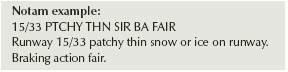 Notam example:
15/33 PTCHY THN SIR BA FAIR
Runway 15/33 patchy thin snow or ice on runway.
Braking action fair.